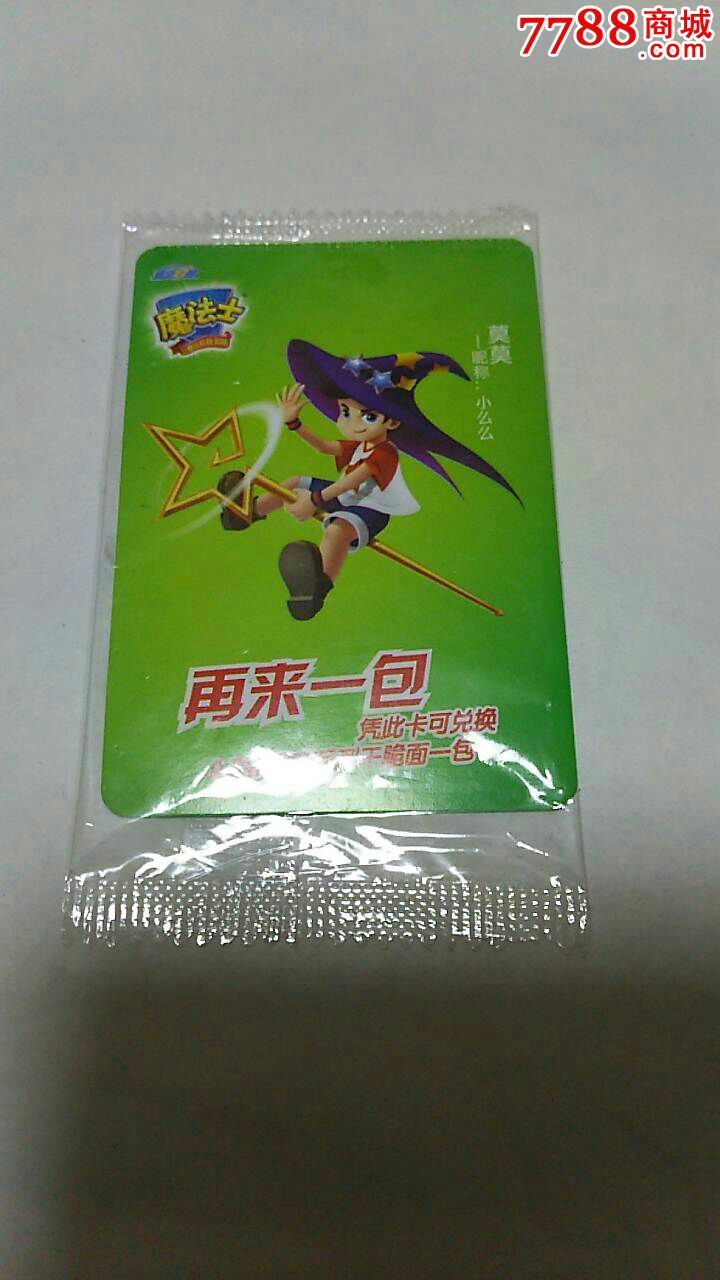 7788商城
.com
魔法士
莫莫
—昵称：小么么
再来一包
凭此卡可兑换
干脆面一包